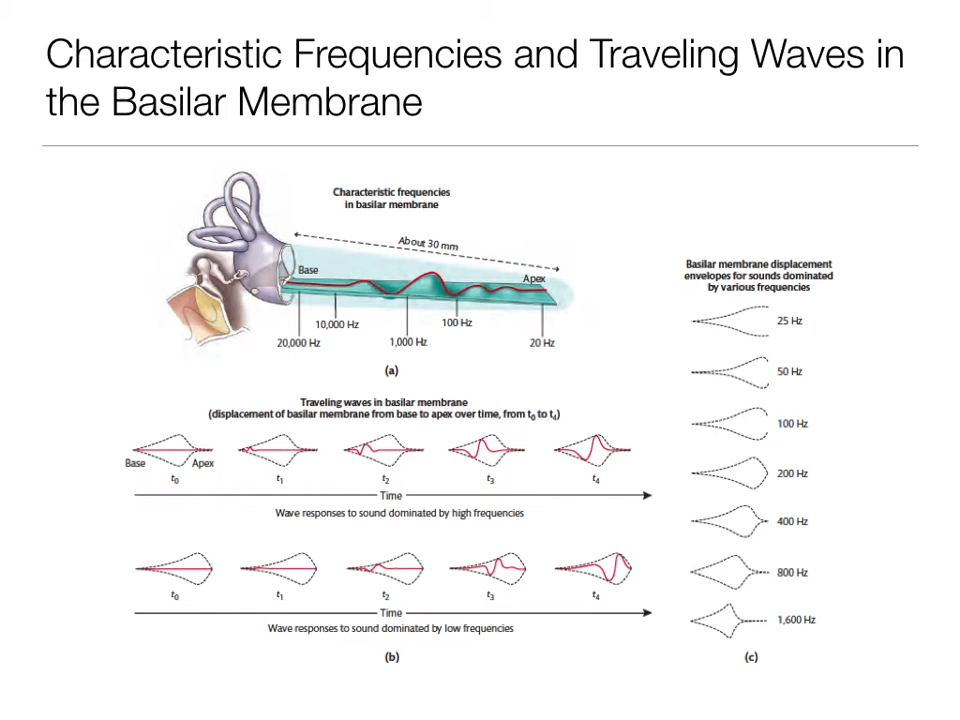 Characteristic Frequencies and Traveling Waves in
the Basilar Membrane
Characteristic frequencies
in basilar membrane
About 30 mm
Base
Apex
10,000 Hz
100 Hz
20,000 Hz
1,000 Hz
20 Hz
(a)
Traveling waves in basilar membrane
(displacement of basilar membrane from base to apex over time, from t0 to t4)
Base
Apex
t0
t1
t2
t3
t4
Time
Wave responses to sound dominated by high frequencies
t0
t1
t2
t3
t4
Time
Wave responses to sound dominated by low frequencies
(b)
Basilar membrane displacement
envelopes for sounds dominated
by various frequencies
25 Hz
50 Hz
100 Hz
200 Hz
400 Hz
800 Hz
1,600 Hz
(c)